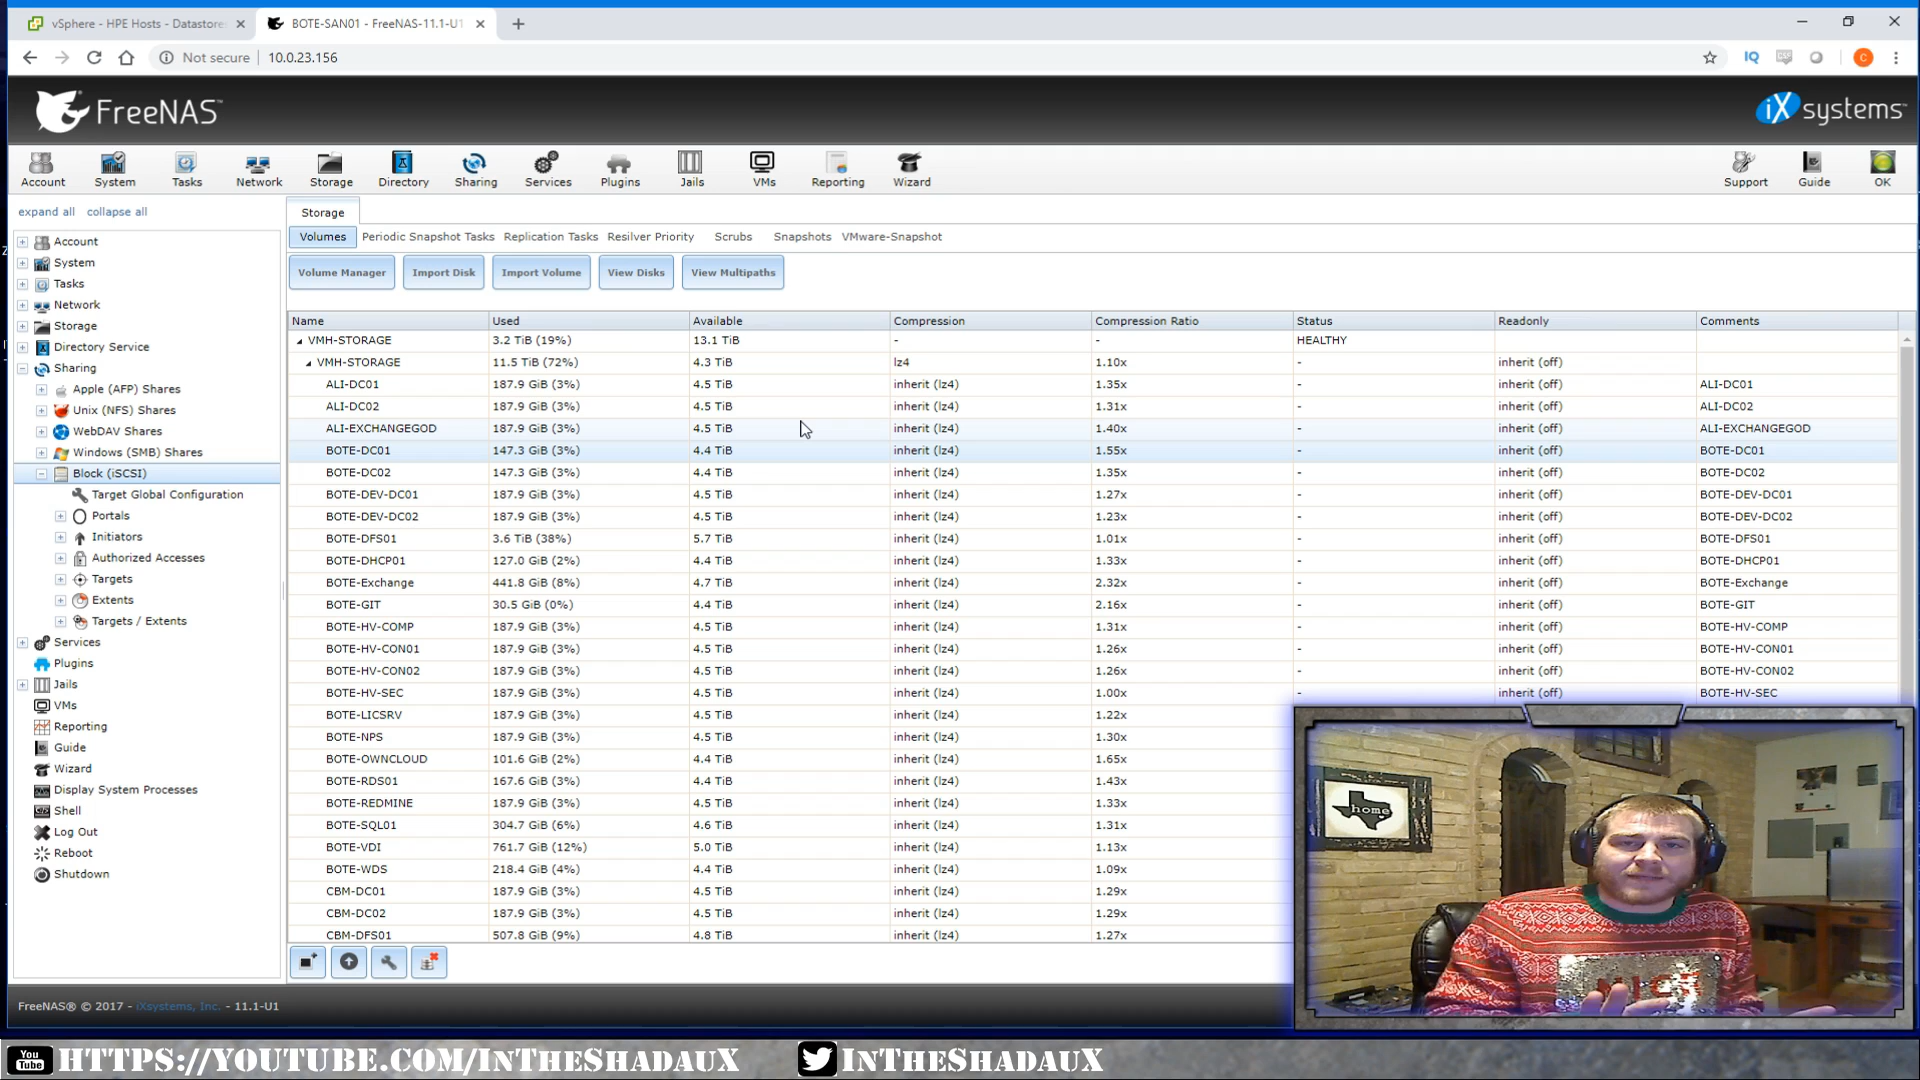 vSphere - HPE Hosts - Datastore
BOTE-SAN01 - FreeNAS-11.1-U1
Not secure | 10.0.23.156
FreeNAS
iXsystems
Account System Tasks Network Storage Directory Sharing Services Plugins Jails VMs Reporting Wizard Support Guide OK
expand all collapse all
Account
System
Tasks
Network
Storage
Directory Service
Sharing
Apple (AFP) Shares
Unix (NFS) Shares
WebDAV Shares
Windows (SMB) Shares
Block (iSCSI)
Target Global Configuration
Portals
Initiators
Authorized Accesses
Targets
Extents
Targets / Extents
Services
Plugins
Jails
VMs
Reporting
Guide
Wizard
Display System Processes
Shell
Log Out
Reboot
Shutdown
Storage
Volumes Periodic Snapshot Tasks Replication Tasks Resilver Priority Scrubs Snapshots VMware-Snapshot
Volume Manager Import Disk Import Volume View Disks View Multipaths
Name Used Available Compression Compression Ratio Status Readonly Comments
VMH-STORAGE 3.2 TiB (19%) 13.1 TiB - - HEALTHY
VMH-STORAGE 11.5 TiB (72%) 4.3 TiB lz4 1.10x - inherit (off)
ALI-DC01 187.9 GiB (3%) 4.5 TiB inherit (lz4) 1.35x - inherit (off) ALI-DC01
ALI-DC02 187.9 GiB (3%) 4.5 TiB inherit (lz4) 1.31x - inherit (off) ALI-DC02
ALI-EXCHANGEGOD 187.9 GiB (3%) 4.5 TiB inherit (lz4) 1.40x - inherit (off) ALI-EXCHANGEGOD
BOTE-DC01 147.3 GiB (3%) 4.4 TiB inherit (lz4) 1.55x - inherit (off) BOTE-DC01
BOTE-DC02 147.3 GiB (3%) 4.4 TiB inherit (lz4) 1.35x - inherit (off) BOTE-DC02
BOTE-DEV-DC01 187.9 GiB (3%) 4.5 TiB inherit (lz4) 1.27x - inherit (off) BOTE-DEV-DC01
BOTE-DEV-DC02 187.9 GiB (3%) 4.5 TiB inherit (lz4) 1.23x - inherit (off) BOTE-DEV-DC02
BOTE-DFS01 3.6 TiB (38%) 5.7 TiB inherit (lz4) 1.01x - inherit (off) BOTE-DFS01
BOTE-DHCP01 127.0 GiB (2%) 4.4 TiB inherit (lz4) 1.33x - inherit (off) BOTE-DHCP01
BOTE-Exchange 441.8 GiB (8%) 4.7 TiB inherit (lz4) 2.32x - inherit (off) BOTE-Exchange
BOTE-GIT 30.5 GiB (0%) 4.4 TiB inherit (lz4) 2.16x - inherit (off) BOTE-GIT
BOTE-HV-COMP 187.9 GiB (3%) 4.5 TiB inherit (lz4) 1.31x - inherit (off) BOTE-HV-COMP
BOTE-HV-CON01 187.9 GiB (3%) 4.5 TiB inherit (lz4) 1.26x - inherit (off) BOTE-HV-CON01
BOTE-HV-CON02 187.9 GiB (3%) 4.5 TiB inherit (lz4) 1.26x - inherit (off) BOTE-HV-CON02
BOTE-HV-SEC 187.9 GiB (3%) 4.5 TiB inherit (lz4) 1.00x - inherit (off) BOTE-HV-SEC
BOTE-LICSRV 187.9 GiB (3%) 4.5 TiB inherit (lz4) 1.22x
BOTE-NPS 187.9 GiB (3%) 4.5 TiB inherit (lz4) 1.30x
BOTE-OWNCLOUD 101.6 GiB (2%) 4.4 TiB inherit (lz4) 1.65x
BOTE-RDS01 167.6 GiB (3%) 4.4 TiB inherit (lz4) 1.43x
BOTE-REDMINE 187.9 GiB (3%) 4.5 TiB inherit (lz4) 1.33x
BOTE-SQL01 304.7 GiB (6%) 4.6 TiB inherit (lz4) 1.31x
BOTE-VDI 761.7 GiB (12%) 5.0 TiB inherit (lz4) 1.13x
BOTE-WDS 218.4 GiB (4%) 4.4 TiB inherit (lz4) 1.09x
CBM-DC01 187.9 GiB (3%) 4.5 TiB inherit (lz4) 1.29x
CBM-DC02 187.9 GiB (3%) 4.5 TiB inherit (lz4) 1.29x
CBM-DFS01 507.8 GiB (9%) 4.8 TiB inherit (lz4) 1.27x
home
FreeNAS® © 2017 - iXsystems, Inc. - 11.1-U1
You Tube HTTPS://YOUTUBE.COM/INTHESHADAUX INTHESHADAUX